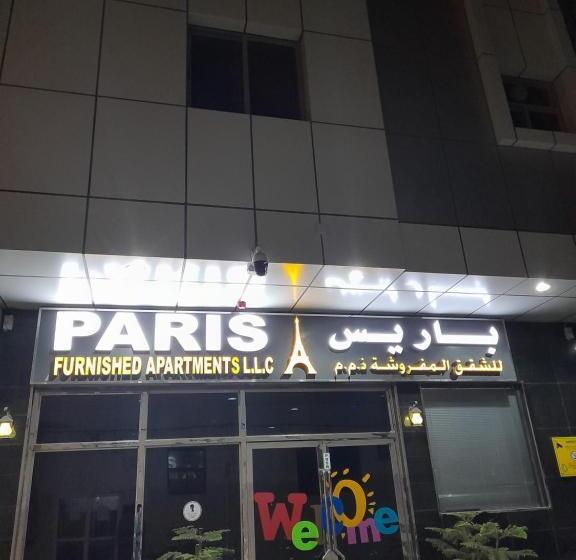 PARIS
FURNISHED APARTMENTS L.L.C
باريس
للشقق المفروشة ذ.م.م
Welcome